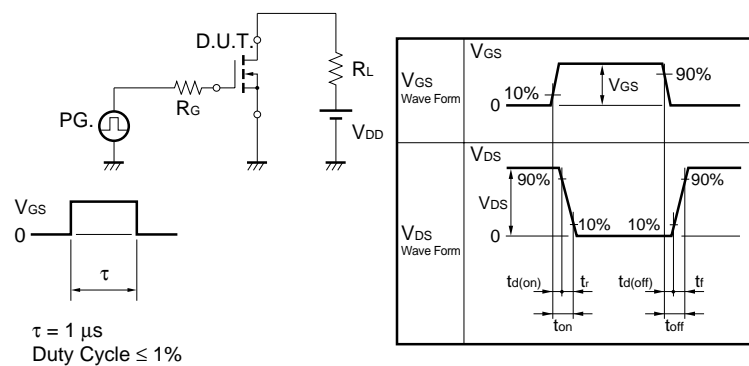 D.U.T.
RL
RG
PG.
VDD
VGS
0
τ
τ = 1 μs
Duty Cycle ≤ 1%
VGS
Wave Form
VGS
10%
0
VGS
90%
VDS
Wave Form
VDS
90%
VDS
10%
0
10%
90%
td(on)
tr
td(off)
tf
ton
toff